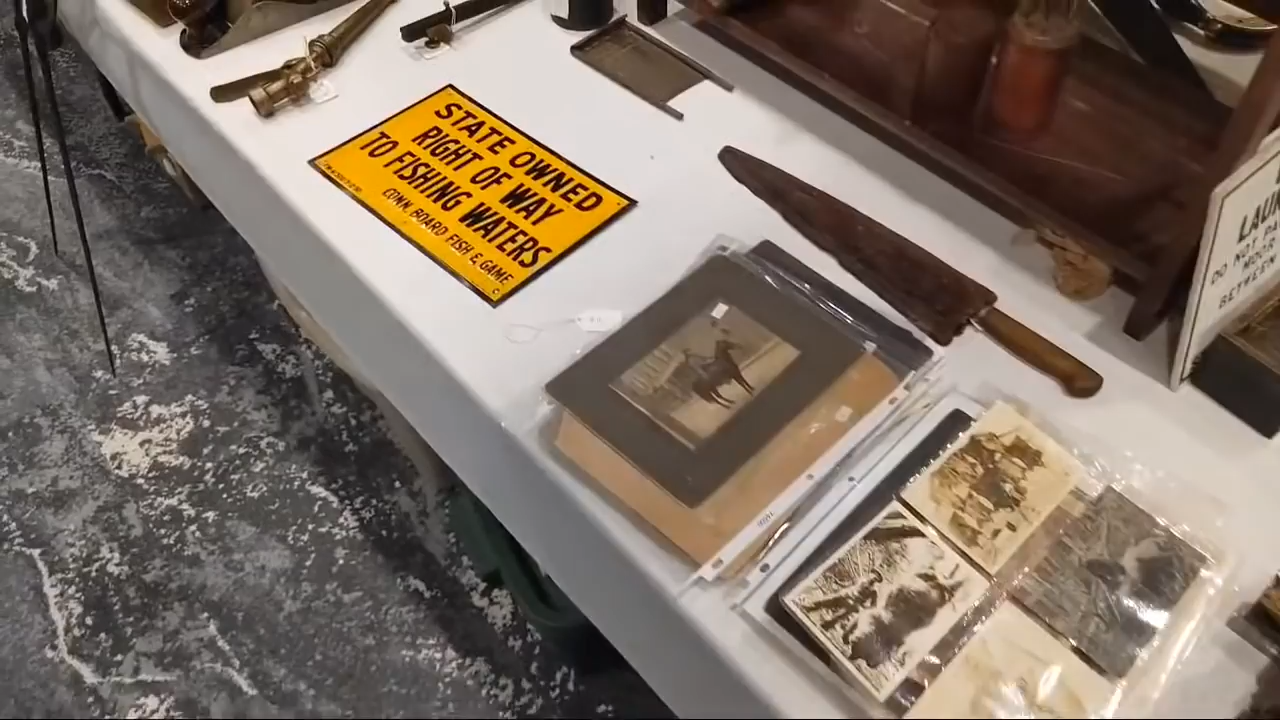 STATE OWNED
RIGHT OF WAY
TO FISHING WATERS
CONN. BOARD FISH & GAME
LAUN
DO NOT PA
MOOR
BETWEEN